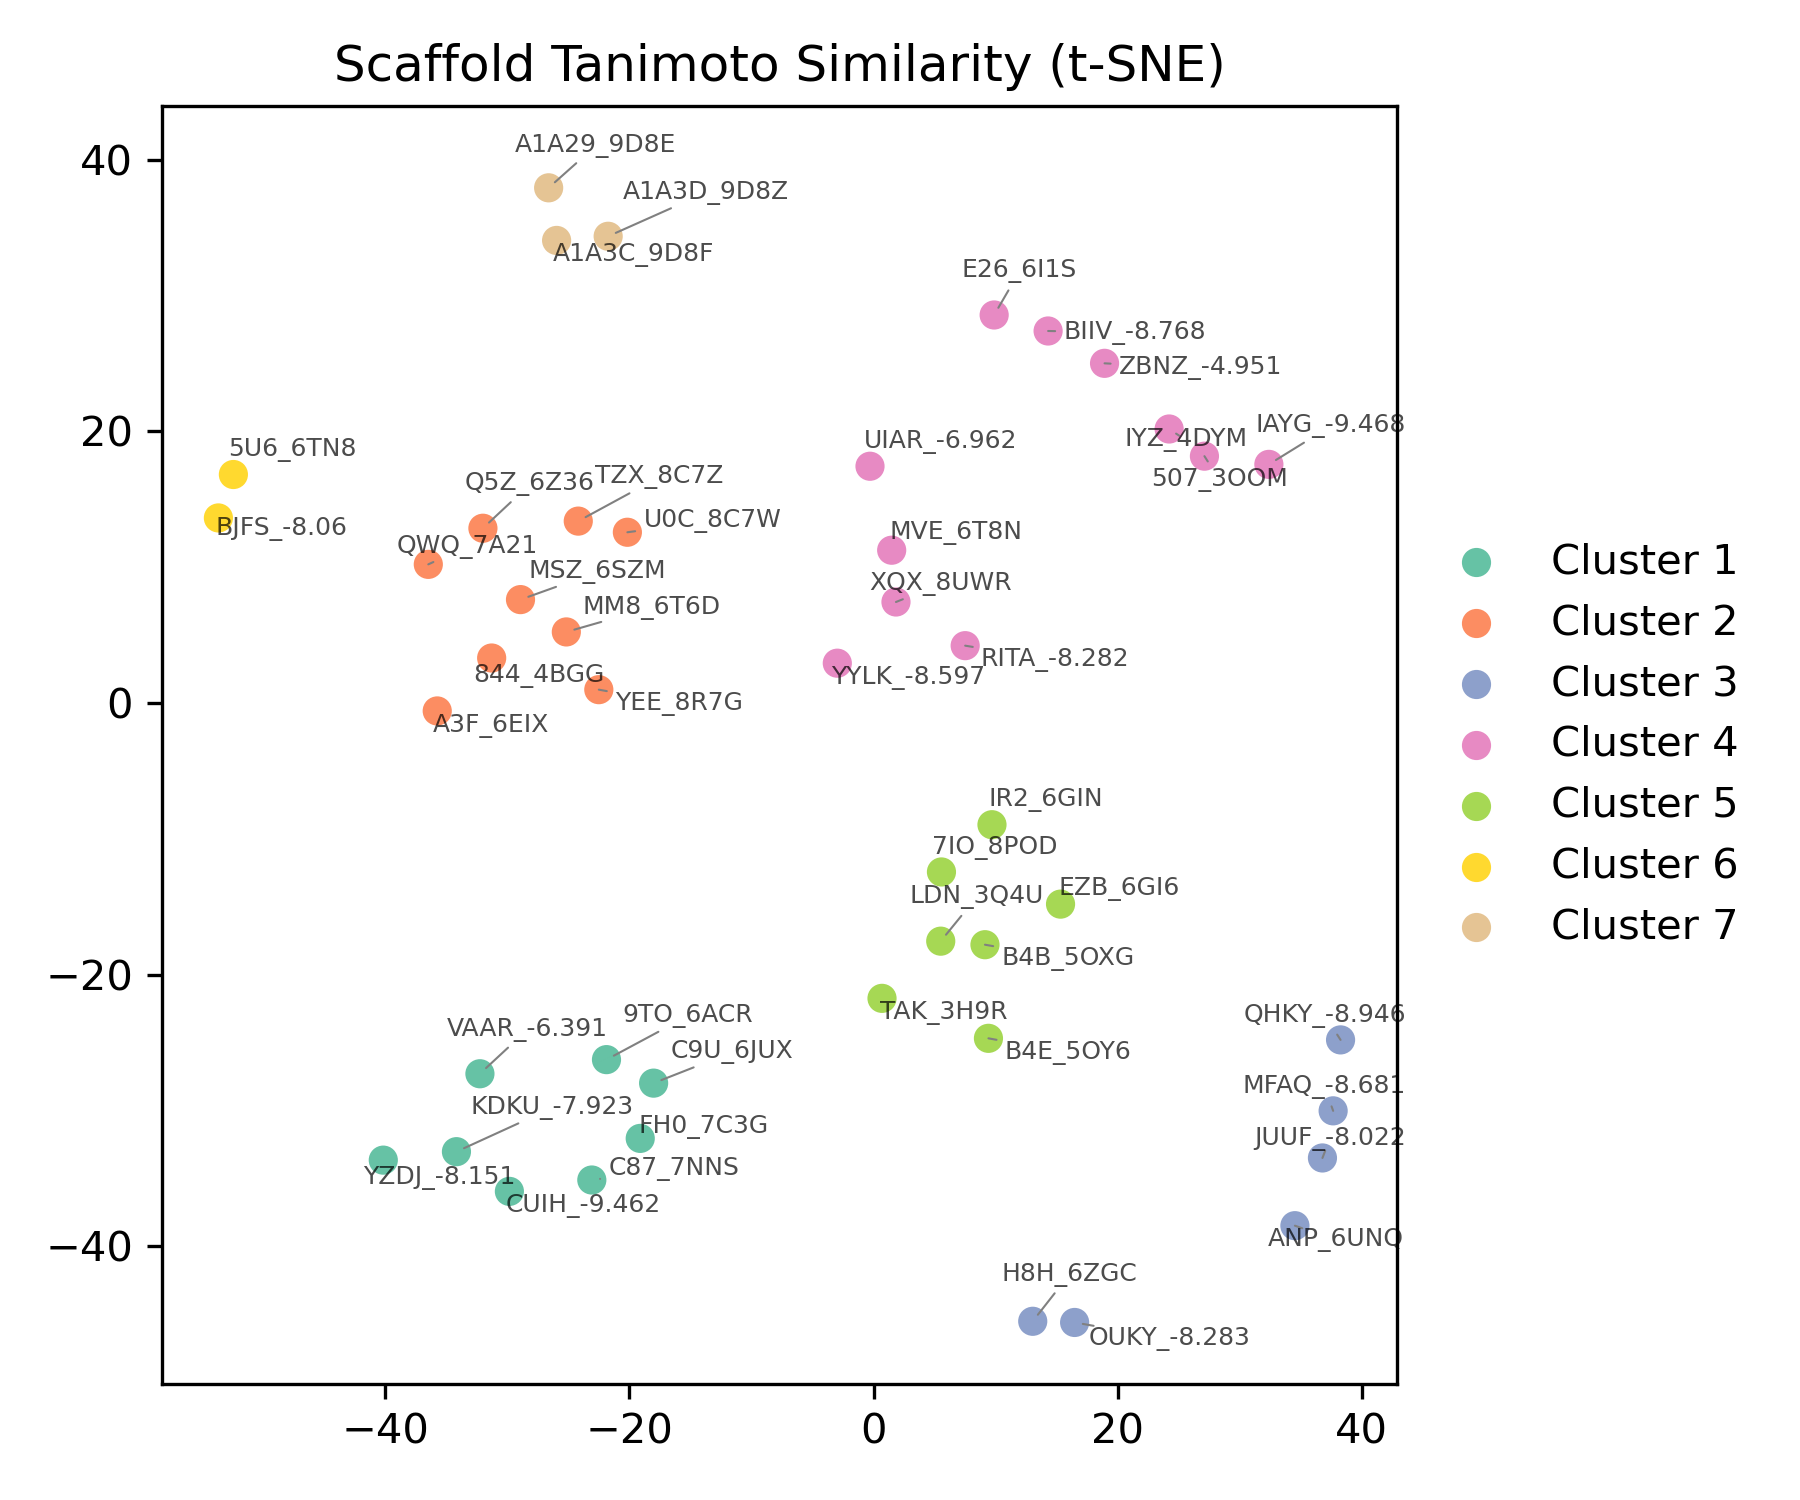 Scaffold Tanimoto Similarity (t-SNE)
A1A29_9D8E
A1A3D_9D8Z
A1A3C_9D8F
E26_6I1S
BIIV_-8.768
ZBNZ_-4.951
IAYG_-9.468
IYZ_4DYM
507_3OOM
UIAR_-6.962
5U6_6TN8
BJFS_-8.06
Q5Z_6Z36
TZX_8C7Z
U0C_8C7W
QWQ_7A21
MSZ_6SZM
MM8_6T6D
844_4BGG
YEE_8R7G
A3F_6EIX
MVE_6T8N
XQX_8UWR
RITA_-8.282
YYLK_-8.597
IR2_6GIN
7IO_8POD
LDN_3Q4U
EZB_6GI6
B4B_5OXG
TAK_3H9R
B4E_5OY6
VAAR_-6.391
9TO_6ACR
C9U_6JUX
KDKU_-7.923
FH0_7C3G
C87_7NNS
YZDJ_-8.151
CUIH_-9.462
QHKY_-8.946
MFAQ_-8.681
JUUF_-8.022
ANP_6UNQ
H8H_6ZGC
OUKY_-8.283
40
20
0
−20
−40
−40
−20
0
20
40
Cluster 1
Cluster 2
Cluster 3
Cluster 4
Cluster 5
Cluster 6
Cluster 7